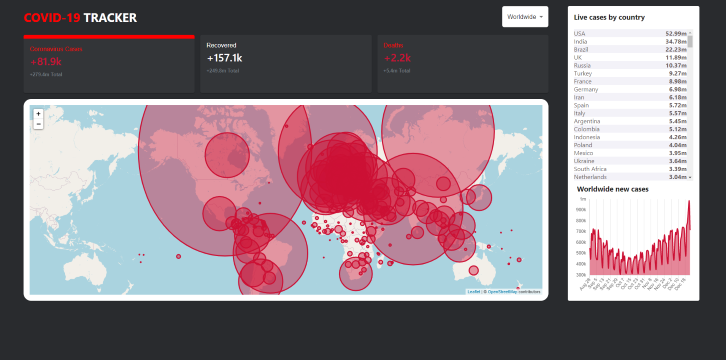 COVID-19 TRACKER
Worldwide
Coronavirus Cases
+81.9k
+279.6m Total
Recovered
+157.1k
+249.6m Total
Deaths
+2.2k
+5.4m Total
+
−
Leaflet | © OpenStreetMap contributors
Live cases by country
USA 52.99m
India 34.78m
Brazil 22.23m
UK 11.89m
Russia 10.37m
Turkey 9.27m
France 8.98m
Germany 6.98m
Iran 6.18m
Spain 5.72m
Italy 5.57m
Argentina 5.45m
Colombia 5.12m
Indonesia 4.26m
Poland 4.04m
Mexico 3.95m
Ukraine 3.64m
South Africa 3.39m
Netherlands 3.04m
Worldwide new cases
1m
900k
800k
700k
600k
500k
400k
300k